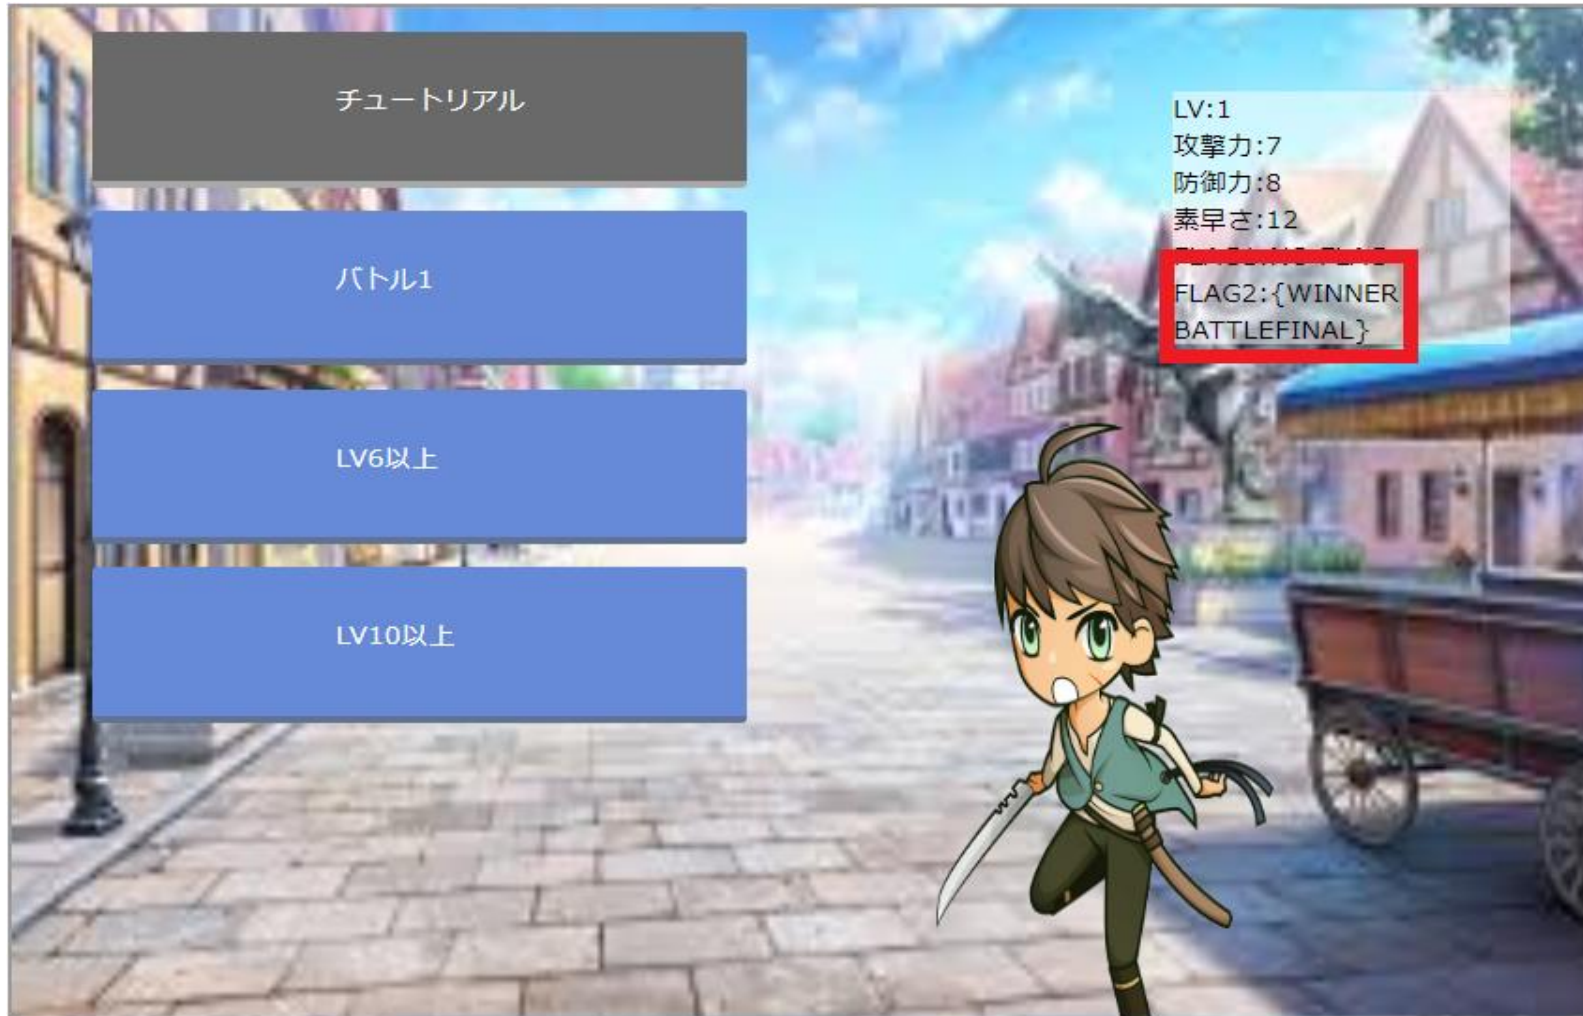 チュートリアル
バトル1
LV6以上
LV10以上
LV:1
攻撃力:7
防御力:8
素早さ:12
FLAG2:{WINNER
BATTLEFINAL}